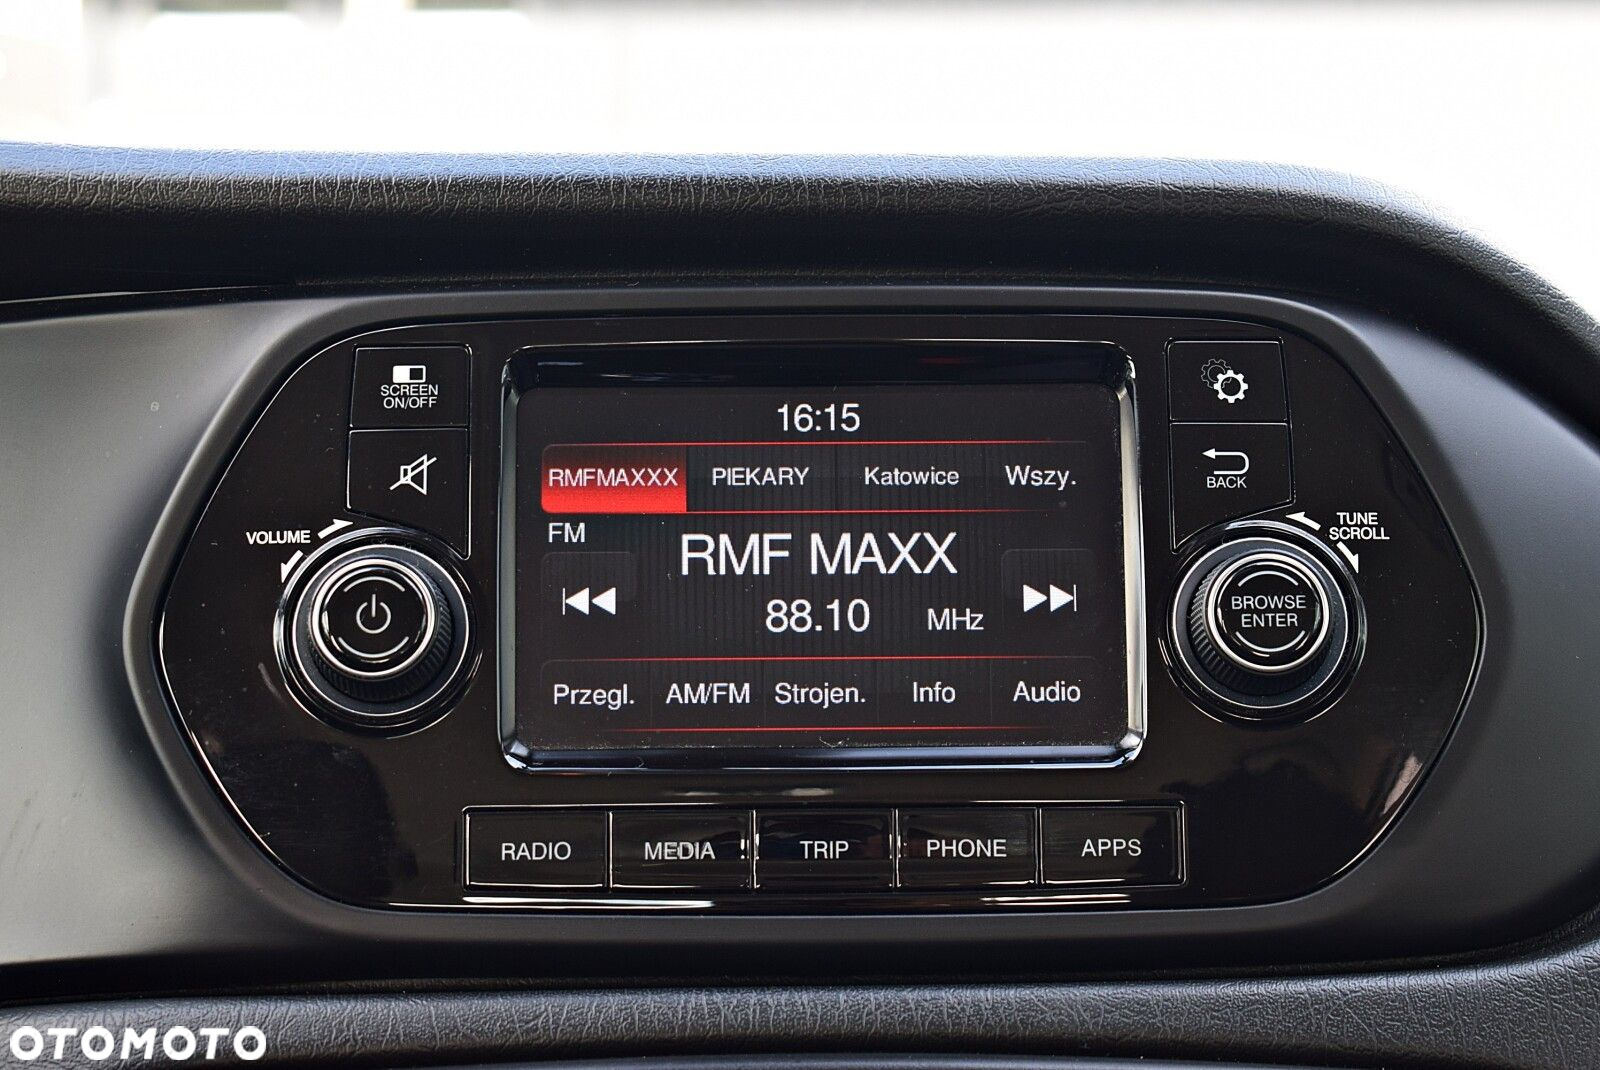 SCREEN
ON/OFF
VOLUME
16:15
RMFMAXXX PIEKARY Katowice Wszy.
FM
RMF MAXX
88.10 MHz
Przegl. AM/FM Strojen. Info Audio
BACK
TUNE
SCROLL
BROWSE
ENTER
RADIO MEDIA TRIP PHONE APPS
OTOMOTO